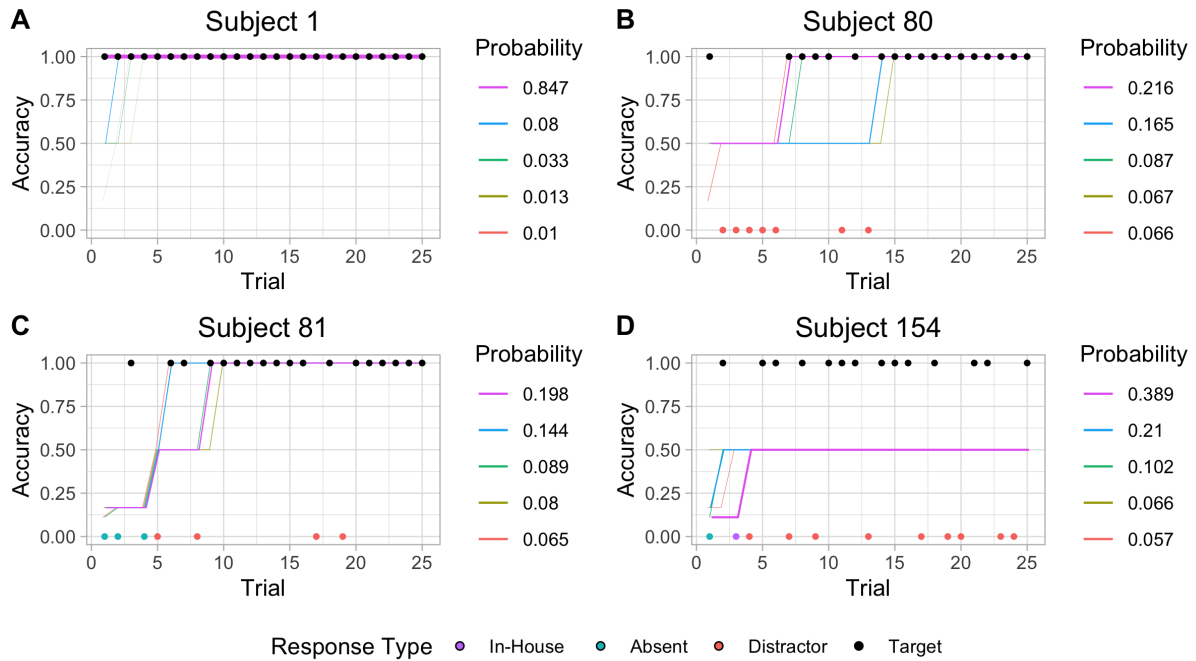 A Subject 1
Accuracy
1.00
0.75
0.50
0.25
0.00
0 5 10 15 20 25
Trial
Probability
0.847
0.08
0.033
0.013
0.01
B Subject 80
Accuracy
1.00
0.75
0.50
0.25
0.00
0 5 10 15 20 25
Trial
Probability
0.216
0.165
0.087
0.067
0.066
C Subject 81
Accuracy
1.00
0.75
0.50
0.25
0.00
0 5 10 15 20 25
Trial
Probability
0.198
0.144
0.089
0.08
0.065
D Subject 154
Accuracy
1.00
0.75
0.50
0.25
0.00
0 5 10 15 20 25
Trial
Probability
0.389
0.21
0.102
0.066
0.057
Response Type In-House Absent Distractor Target